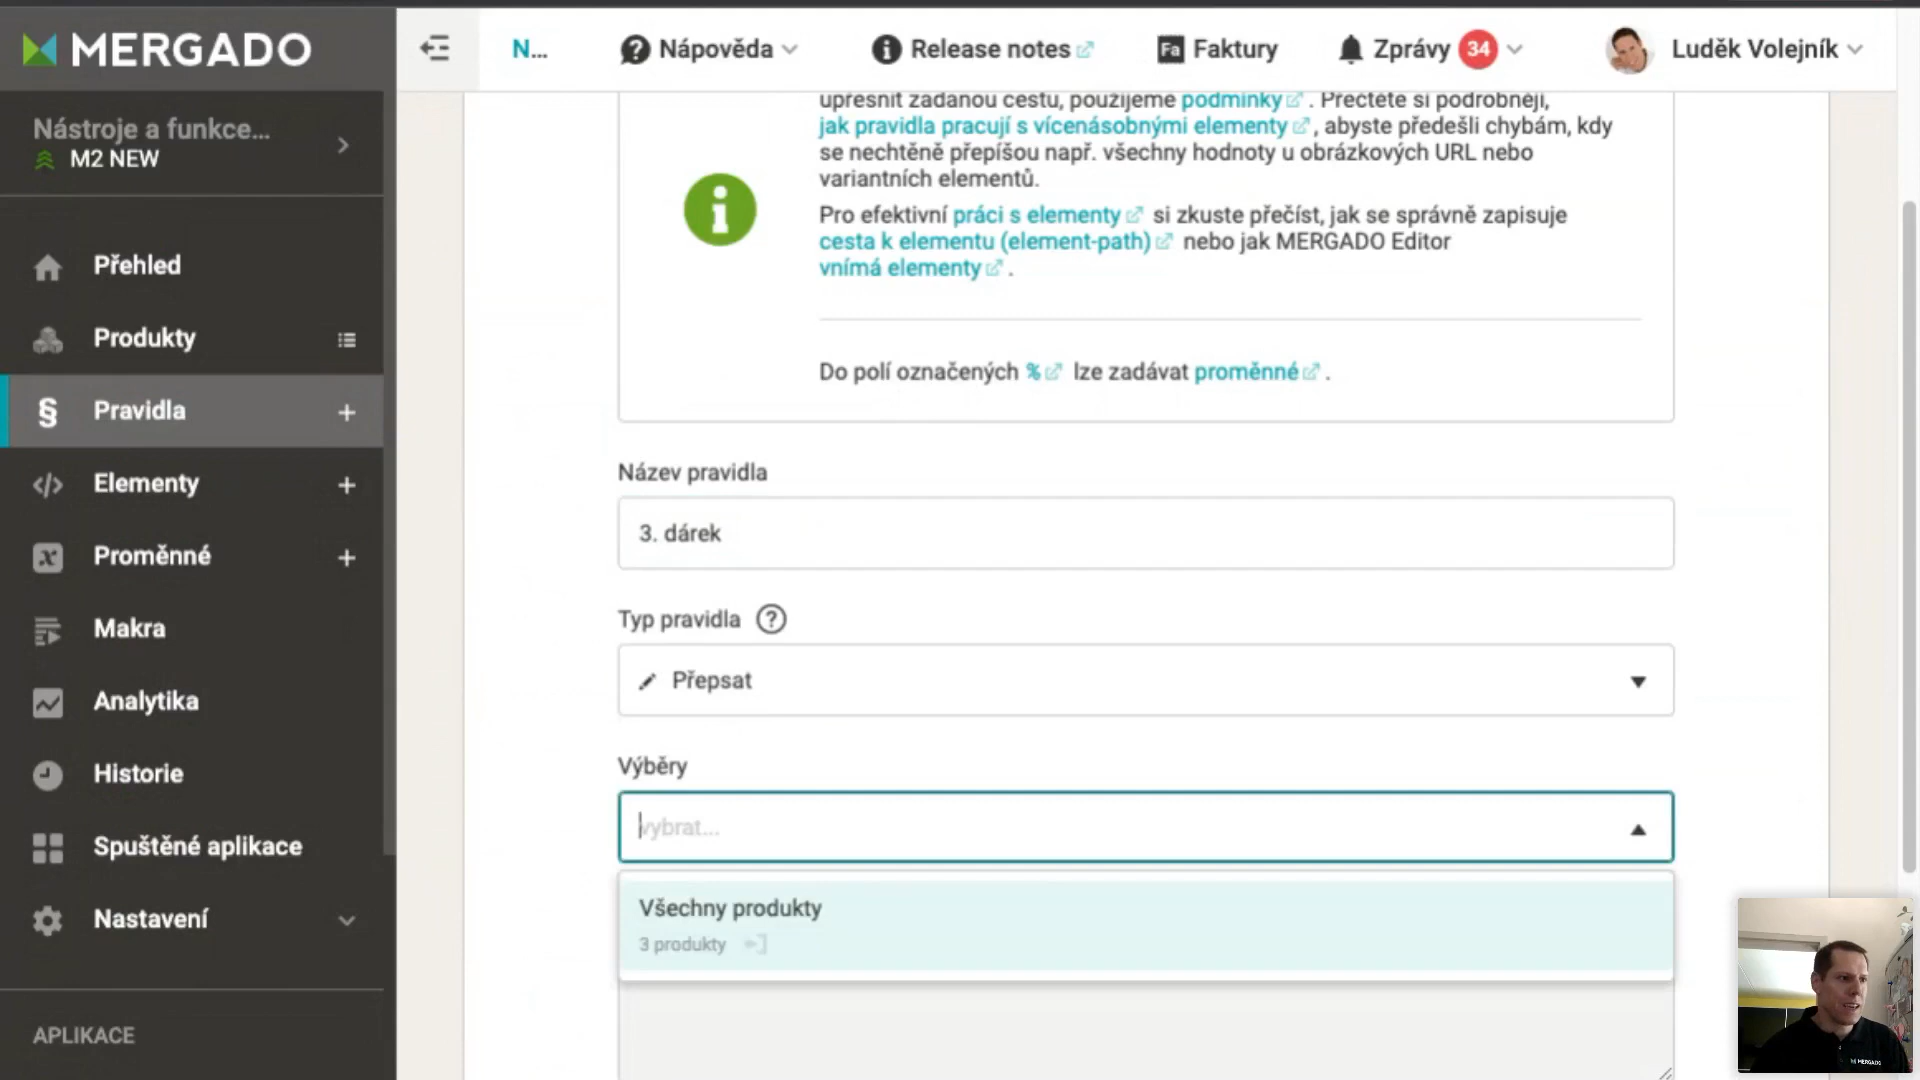 MERGADO
N...
Nápověda
Release notes
Fa Faktury
Zprávy 34
Luděk Volejník
Nástroje a funkce...
M2 NEW
Přehled
Produkty
§ Pravidla +
</> Elementy +
x Proměnné +
Makra
Analytika
Historie
Spuštěné aplikace
Nastavení
APLIKACE
upřesnit zadanou cestu, použijeme podmínky . Přečtěte si podrobněji,
jak pravidla pracují s vícenásobnými elementy , abyste předešli chybám, kdy
se nechtěně přepíšou např. všechny hodnoty u obrázkových URL nebo
variantních elementů.
Pro efektivní práci s elementy si zkuste přečíst, jak se správně zapisuje
cesta k elementu (element-path) nebo jak MERGADO Editor
vnímá elementy .
Do polí označených % lze zadávat proměnné .
Název pravidla
3. dárek
Typ pravidla ?
Přepsat
Výběry
vybrat...
Všechny produkty
3 produkty
MERGADO